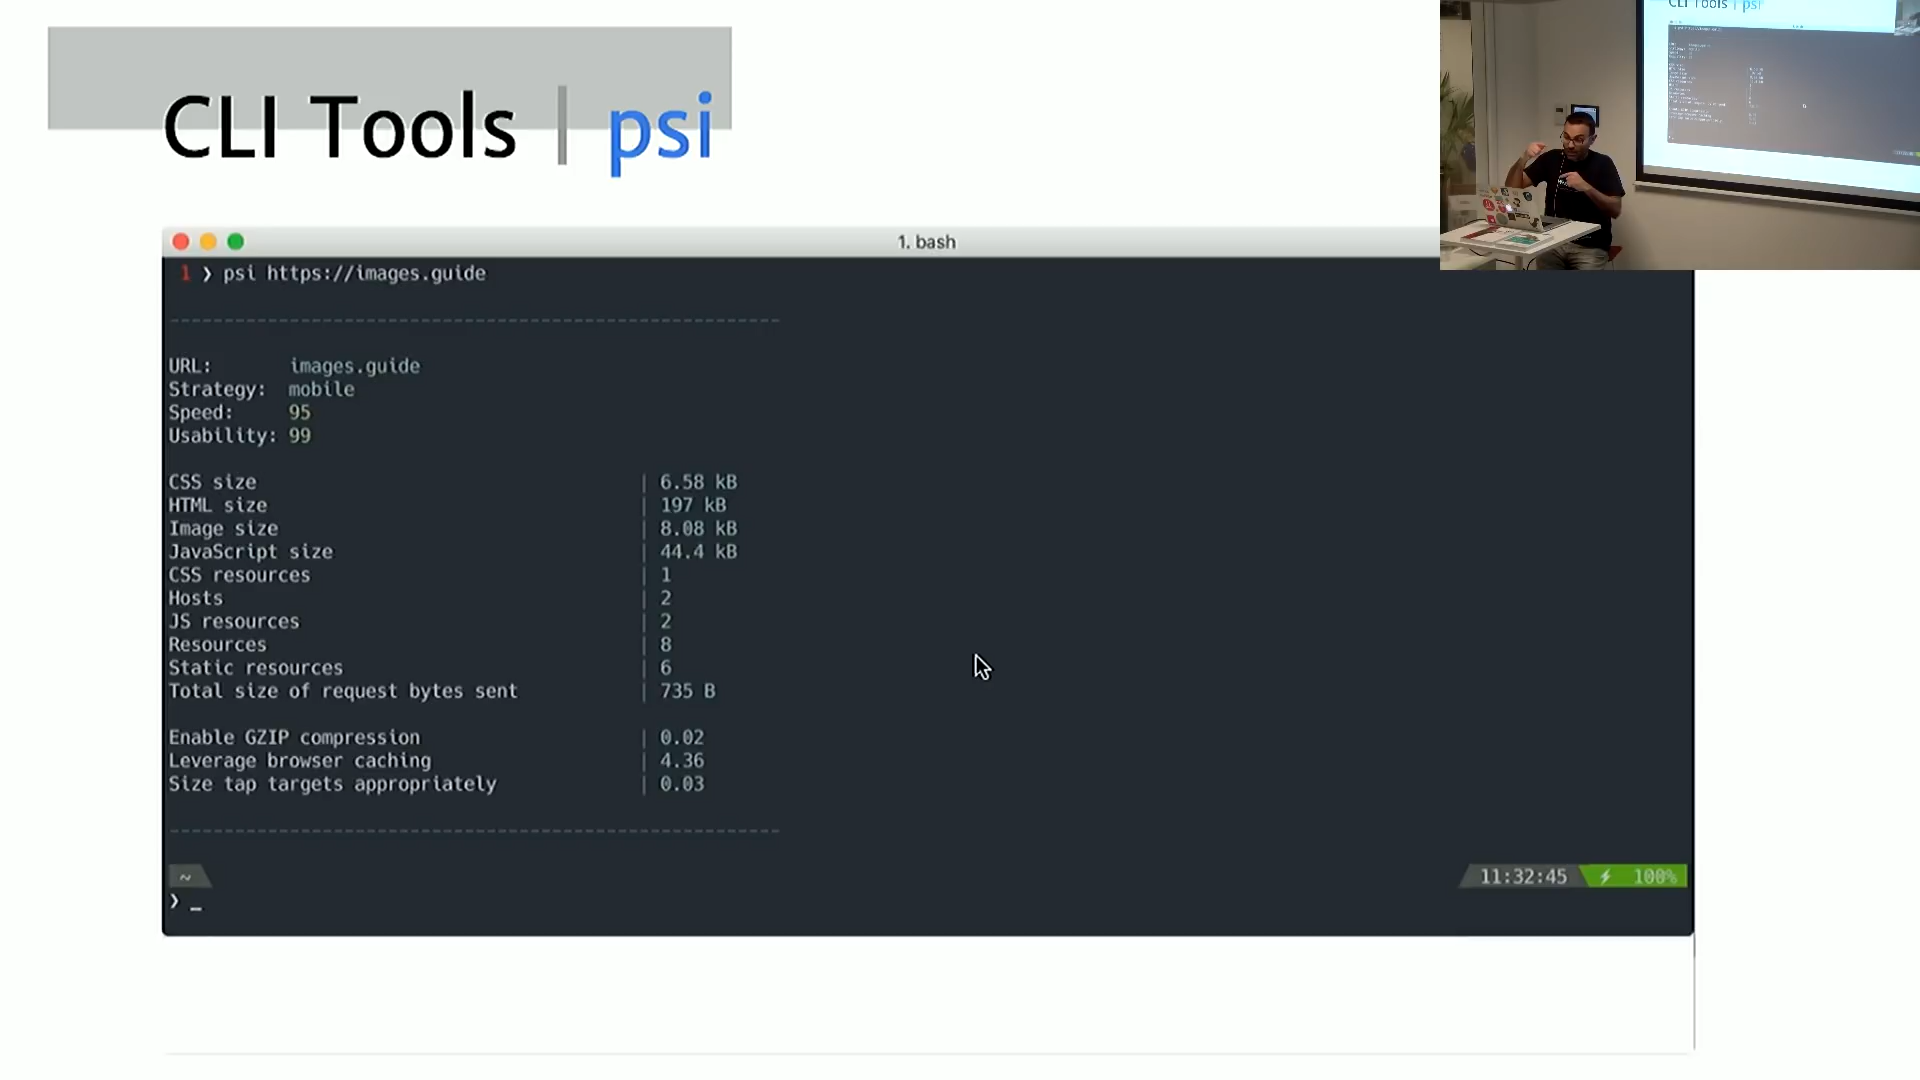 CLI Tools | psi
1. bash
1 ❯ psi https://images.guide
URL: images.guide
Strategy: mobile
Speed: 95
Usability: 99
CSS size | 6.58 kB
HTML size | 197 kB
Image size | 8.08 kB
JavaScript size | 44.4 kB
CSS resources | 1
Hosts | 2
JS resources | 2
Resources | 8
Static resources | 6
Total size of request bytes sent | 735 B
Enable GZIP compression | 0.02
Leverage browser caching | 4.36
Size tap targets appropriately | 0.03
~ 11:32:45 ⚡ 100%
❯ _
CLI Tools | psi